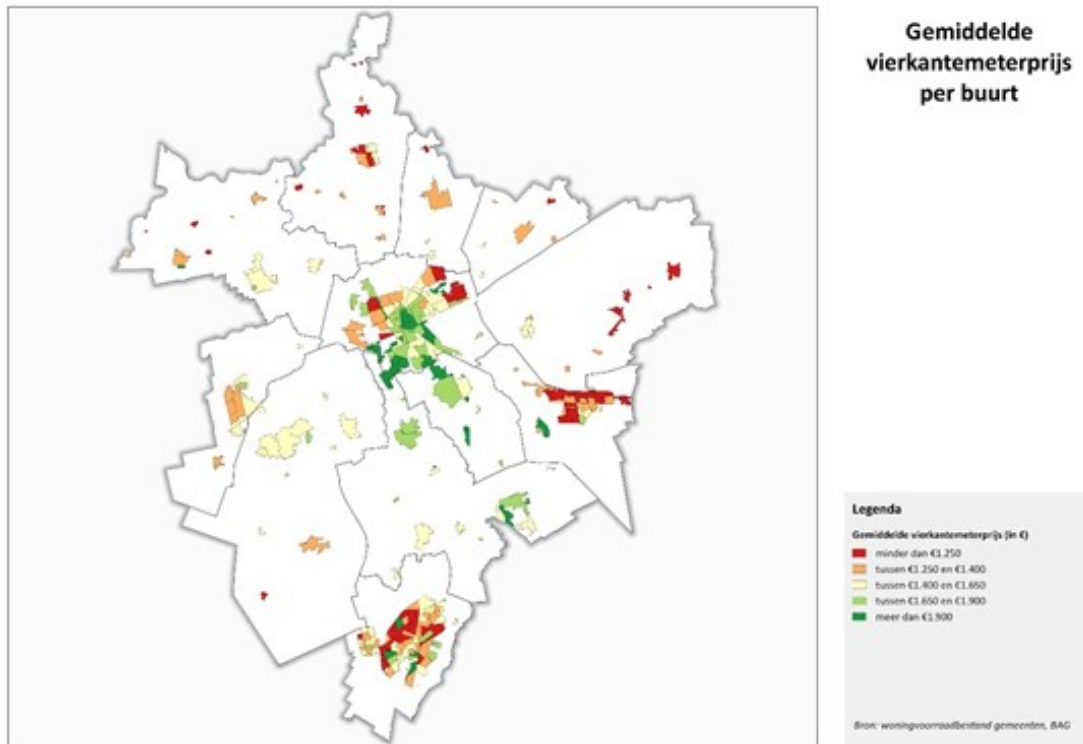 Gemiddelde
vierkantemeterprijs
per buurt
Legenda
Gemiddelde vierkantemeterprijs (in €)
minder dan €1.250
tussen €1.250 en €1.400
tussen €1.400 en €1.650
tussen €1.650 en €1.900
meer dan €1.900
Bron: woningvoorraadbestand gemeenten, BAG